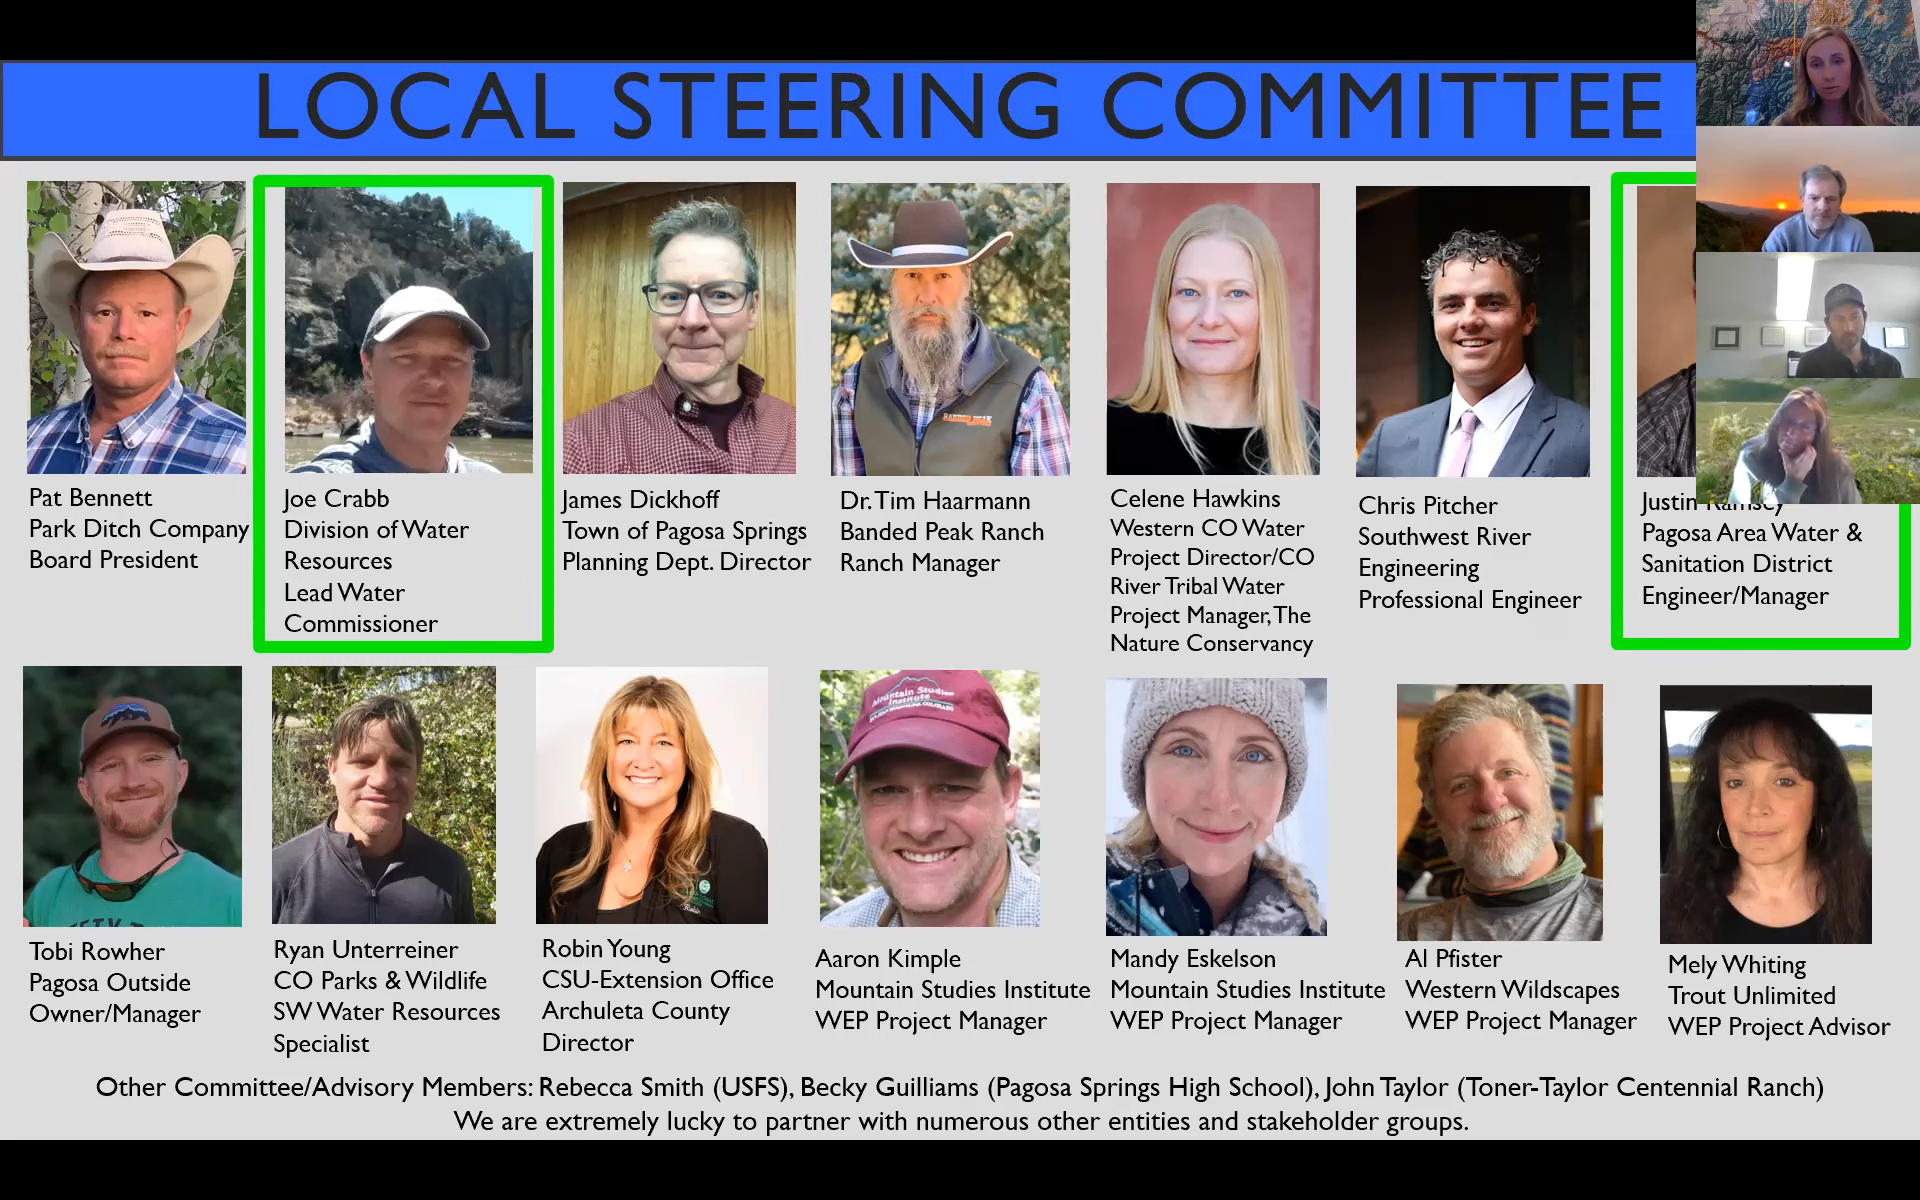 LOCAL STEERING COMMITTEE
Pat Bennett
Park Ditch Company
Board President
Joe Crabb
Division of Water
Resources
Lead Water
Commissioner
James Dickhoff
Town of Pagosa Springs
Planning Dept. Director
BANDED PEAK
Dr. Tim Haarmann
Banded Peak Ranch
Ranch Manager
Celene Hawkins
Western CO Water
Project Director/CO
River Tribal Water
Project Manager, The
Nature Conservancy
Chris Pitcher
Southwest River
Engineering
Professional Engineer
Justin Ramsey
Pagosa Area Water &
Sanitation District
Engineer/Manager
Tobi Rowher
Pagosa Outside
Owner/Manager
Ryan Unterreiner
CO Parks & Wildlife
SW Water Resources
Specialist
Robin Young
CSU-Extension Office
Archuleta County
Director
Mountain Studies
Institute
Aaron Kimple
Mountain Studies Institute
WEP Project Manager
Mandy Eskelson
Mountain Studies Institute
WEP Project Manager
Al Pfister
Western Wildscapes
WEP Project Manager
Mely Whiting
Trout Unlimited
WEP Project Advisor
Other Committee/Advisory Members: Rebecca Smith (USFS), Becky Guilliams (Pagosa Springs High School), John Taylor (Toner-Taylor Centennial Ranch)
We are extremely lucky to partner with numerous other entities and stakeholder groups.